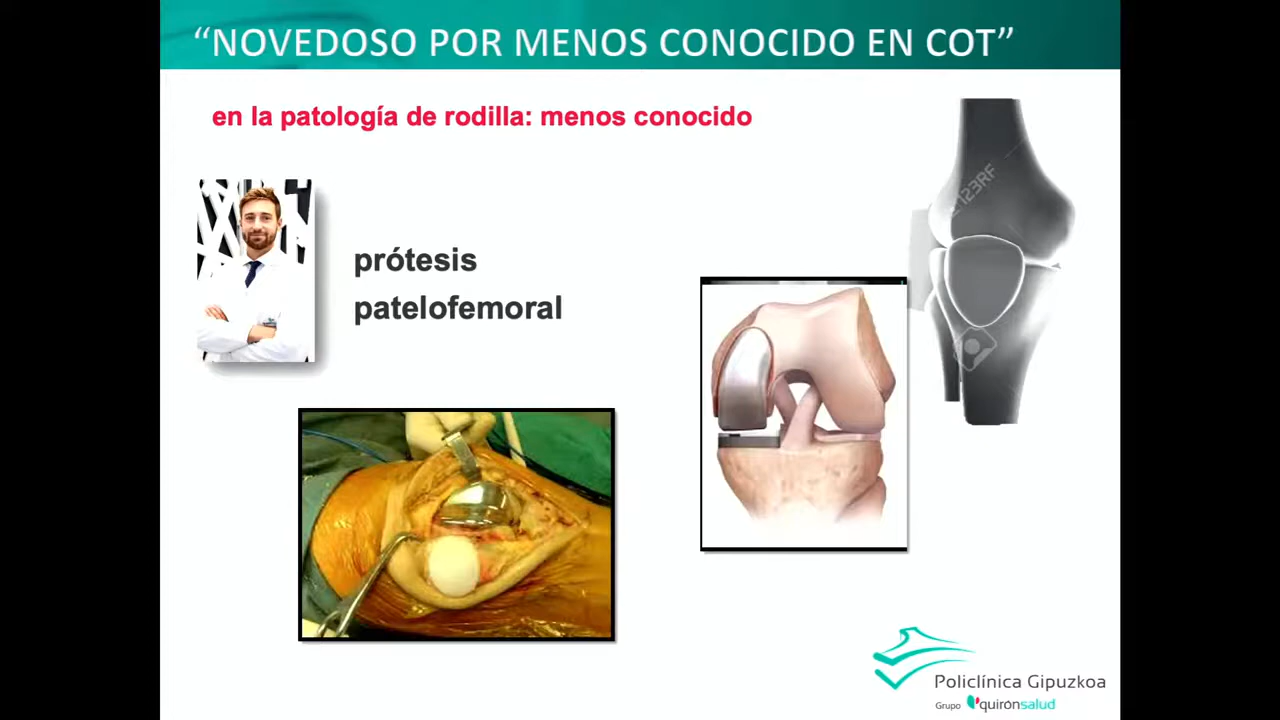 “NOVEDOSO POR MENOS CONOCIDO EN COT”
en la patología de rodilla: menos conocido
prótesis
patelofemoral
123RF
Policlínica Gipuzkoa
Grupo quirónsalud